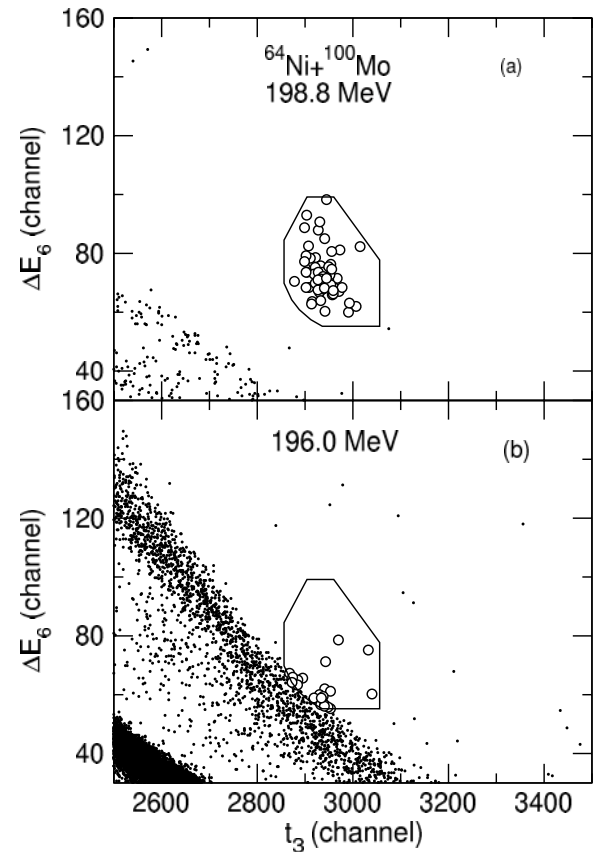 160
⁶⁴Ni+¹⁰⁰Mo
(a)
198.8 MeV
120
ΔE₆ (channel)
80
40
160
196.0 MeV
(b)
120
ΔE₆ (channel)
80
40
2600 2800 3000 3200 3400
t₃ (channel)